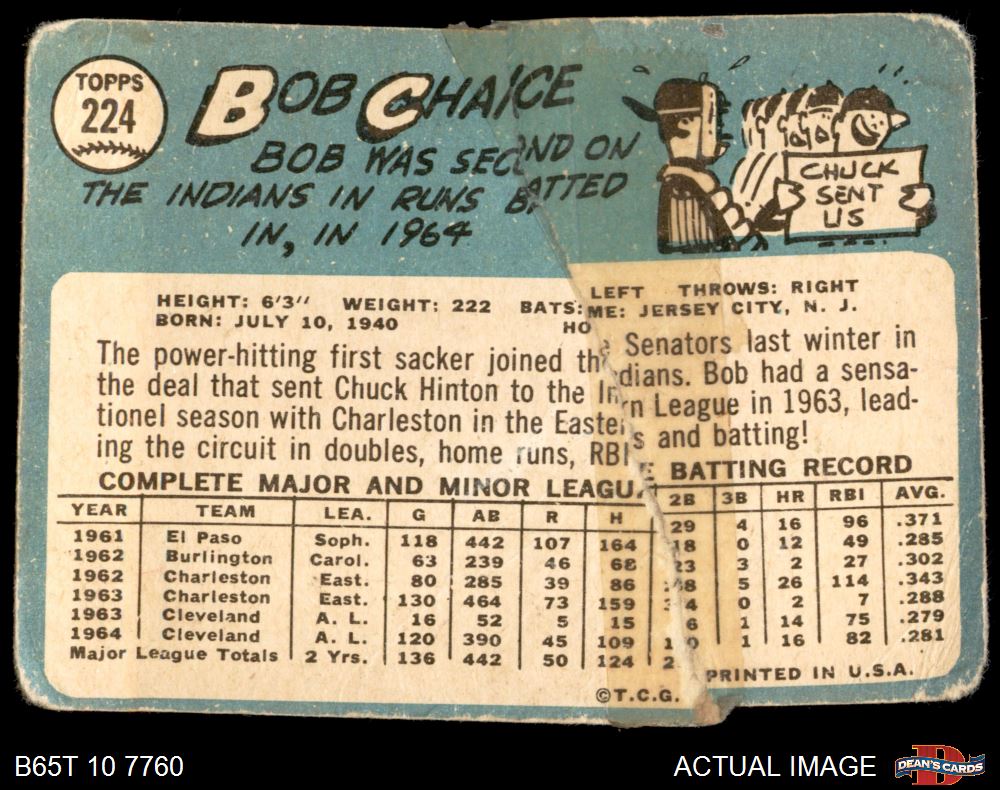 TOPPS
224
BOB CHANCE
BOB WAS SECOND ON
THE INDIANS IN RUNS BATTED
IN, IN 1964
CHUCK
SENT
US
HEIGHT: 6'3" WEIGHT: 222 BATS: LEFT THROWS: RIGHT
BORN: JULY 10, 1940 HOME: JERSEY CITY, N. J.
The power-hitting first sacker joined the Senators last winter in
the deal that sent Chuck Hinton to the Indians. Bob had a sensa-
tionel season with Charleston in the Eastern League in 1963, lead-
ing the circuit in doubles, home runs, RBI's and batting!
COMPLETE MAJOR AND MINOR LEAGUE BATTING RECORD
YEAR TEAM LEA. G AB R H 2B 3B HR RBI AVG.
1961 El Paso Soph. 118 442 107 164 29 4 16 96 .371
1962 Burlington Carol. 63 239 46 68 18 0 12 49 .285
1962 Charleston East. 80 285 39 86 23 3 2 27 .302
1963 Charleston East. 130 464 73 159 5 26 114 .343
1963 Cleveland A. L. 16 52 5 15 0 2 7 .288
1964 Cleveland A. L. 120 390 45 109 1 14 75 .279
Major League Totals 2 Yrs. 136 442 50 124 1 16 82 .281
©T.C.G. PRINTED IN U.S.A.
B65T 10 7760
ACTUAL IMAGE
DEAN'S CARDS